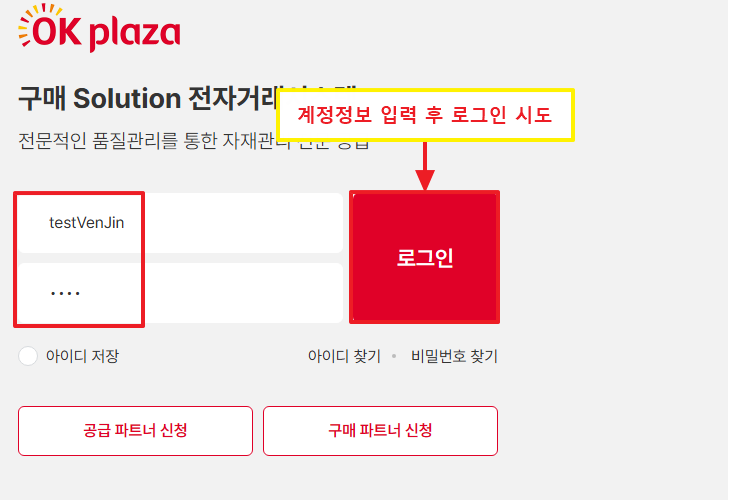 OK plaza
구매 Solution 전자거래
계정정보 입력 후 로그인 시도
전문적인 품질관리를 통한 자재관리
testVenJin
로그인
아이디 저장
아이디 찾기
비밀번호 찾기
공급 파트너 신청
구매 파트너 신청